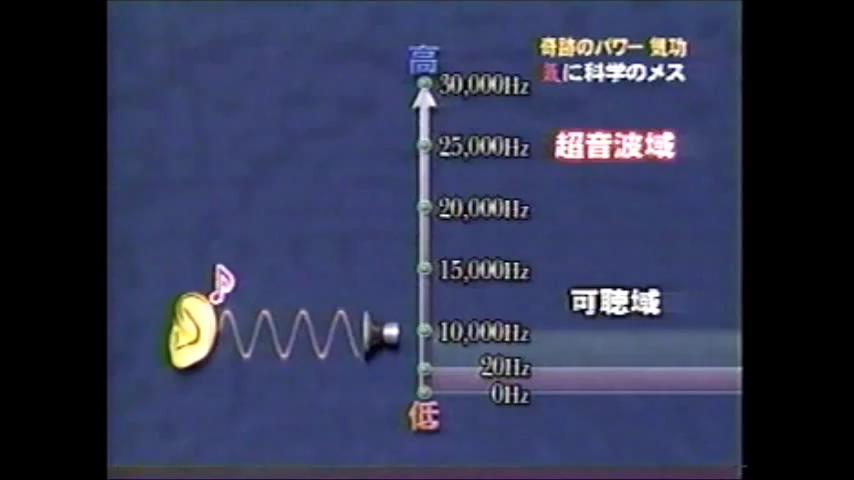 奇跡のパワー 気功
気に科学のメス
高
30,000Hz
25,000Hz
超音波域
20,000Hz
15,000Hz
可聴域
10,000Hz
20Hz
0Hz
低